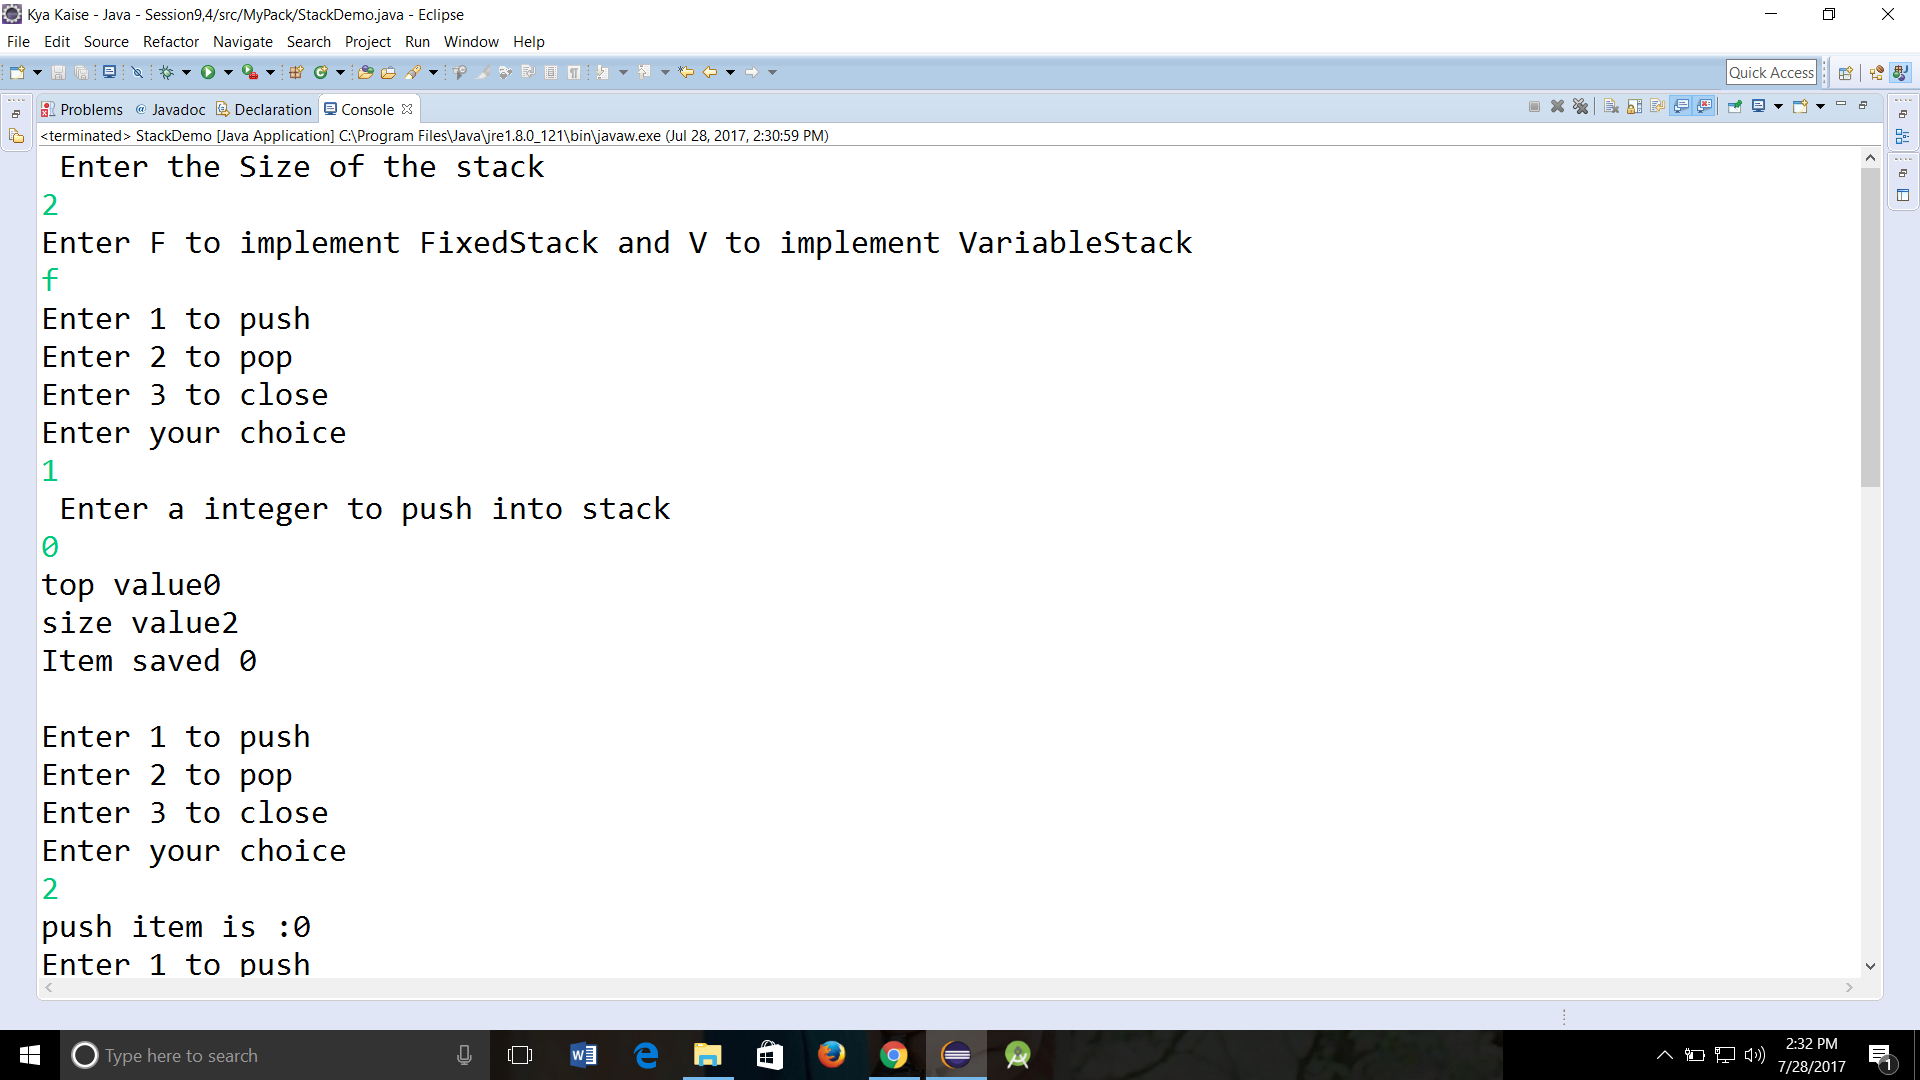 Kya Kaise - Java - Session9,4/src/MyPack/StackDemo.java - Eclipse
File Edit Source Refactor Navigate Search Project Run Window Help
Quick Access
Problems @ Javadoc Declaration Console
<terminated> StackDemo [Java Application] C:\Program Files\Java\jre1.8.0_121\bin\javaw.exe (Jul 28, 2017, 2:30:59 PM)
Enter the Size of the stack
2
Enter F to implement FixedStack and V to implement VariableStack
f
Enter 1 to push
Enter 2 to pop
Enter 3 to close
Enter your choice
1
Enter a integer to push into stack
0
top value0
size value2
Item saved 0
Enter 1 to push
Enter 2 to pop
Enter 3 to close
Enter your choice
2
push item is :0
Enter 1 to push
Type here to search
2:32 PM
7/28/2017
1